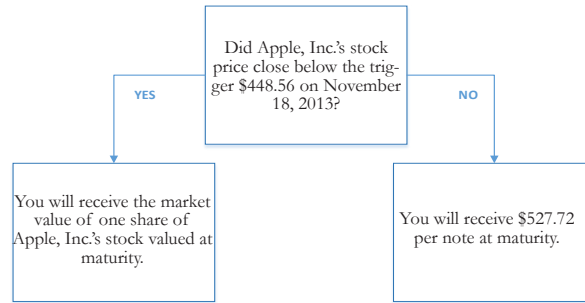 Did Apple, Inc.'s stock
price close below the trig-
ger $448.56 on November
18, 2013?
YES
NO
You will receive the market
value of one share of
Apple, Inc.'s stock valued at
maturity.
You will receive $527.72
per note at maturity.